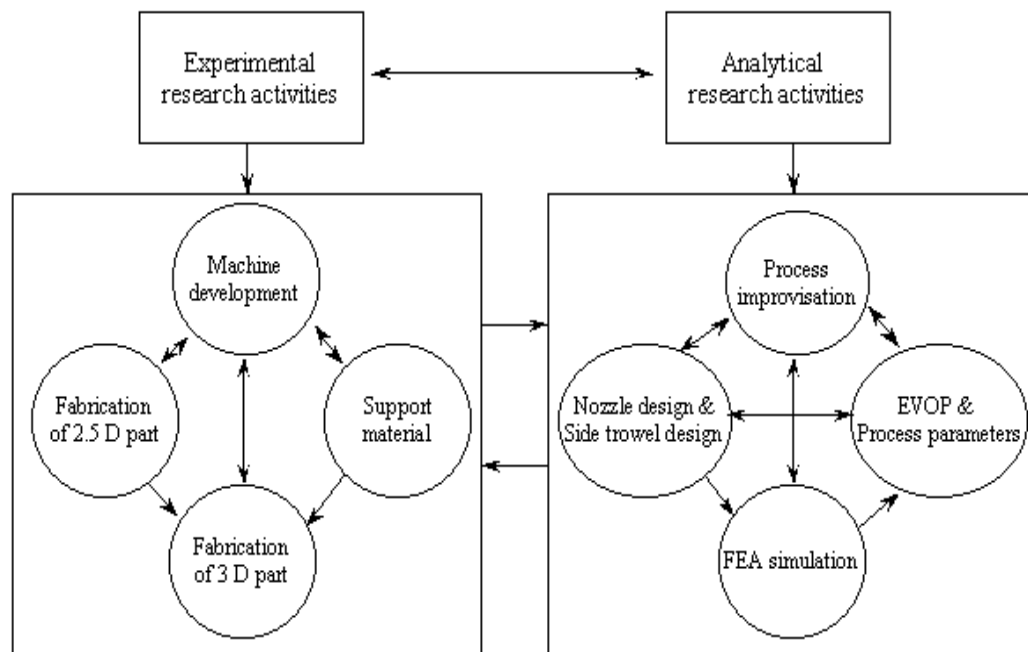 Experimental
research activities
Analytical
research activities
Machine
development
Fabrication
of 2.5 D part
Support
material
Fabrication
of 3 D part
Process
improvisation
Nozzle design &
Side trowel design
EVOP &
Process parameters
FEA simulation